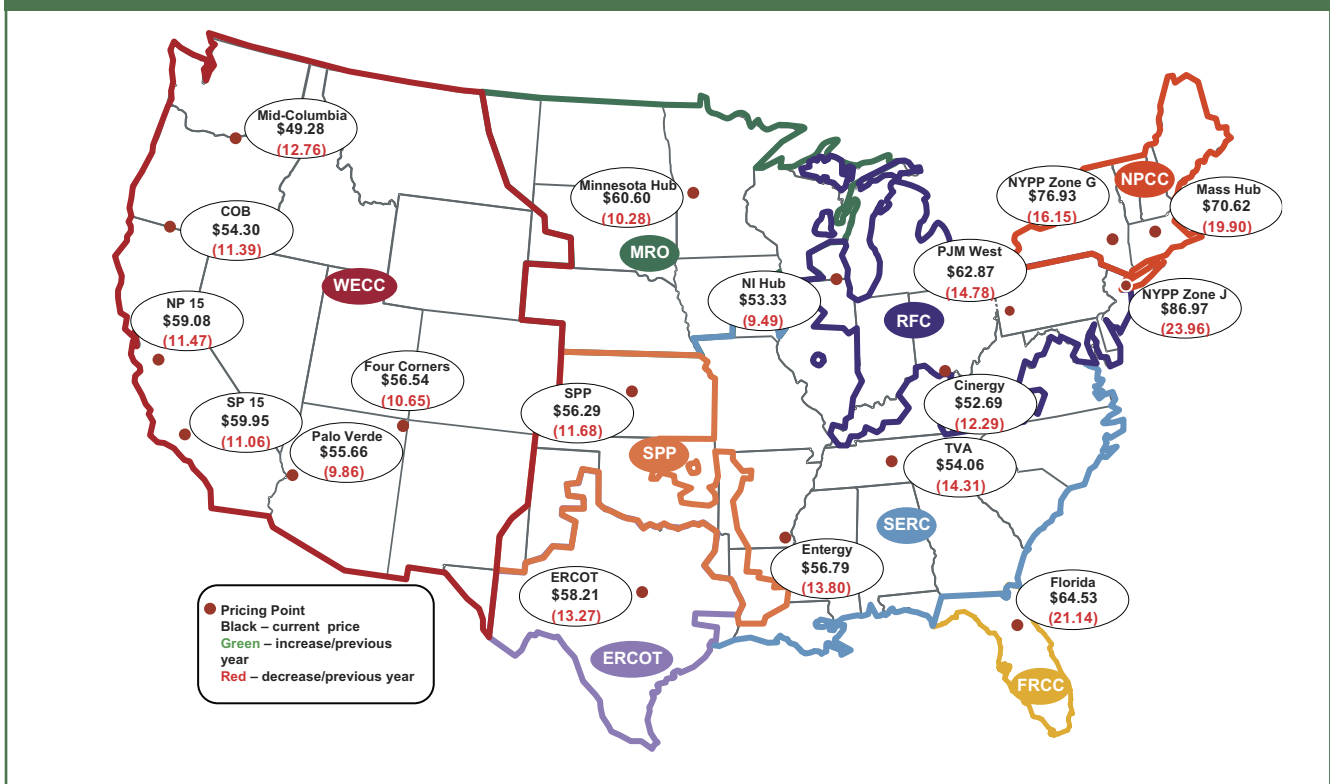 Mid-Columbia
$49.28
(12.76)
COB
$54.30
(11.39)
WECC
NP 15
$59.08
(11.47)
Four Corners
$56.54
(10.65)
SP 15
$59.95
(11.06)
Palo Verde
$55.66
(9.86)
Minnesota Hub
$60.60
(10.28)
MRO
NI Hub
$53.33
(9.49)
SPP
$56.29
(11.68)
SPP
ERCOT
$58.21
(13.27)
ERCOT
NYPP Zone G
$76.93
(16.15)
NPCC
Mass Hub
$70.62
(19.90)
PJM West
$62.87
(14.78)
NYPP Zone J
$86.97
(23.96)
RFC
Cinergy
$52.69
(12.29)
TVA
$54.06
(14.31)
SERC
Entergy
$56.79
(13.80)
Florida
$64.53
(21.14)
FRCC
Pricing Point
Black – current price
Green – increase/previous
year
Red – decrease/previous year